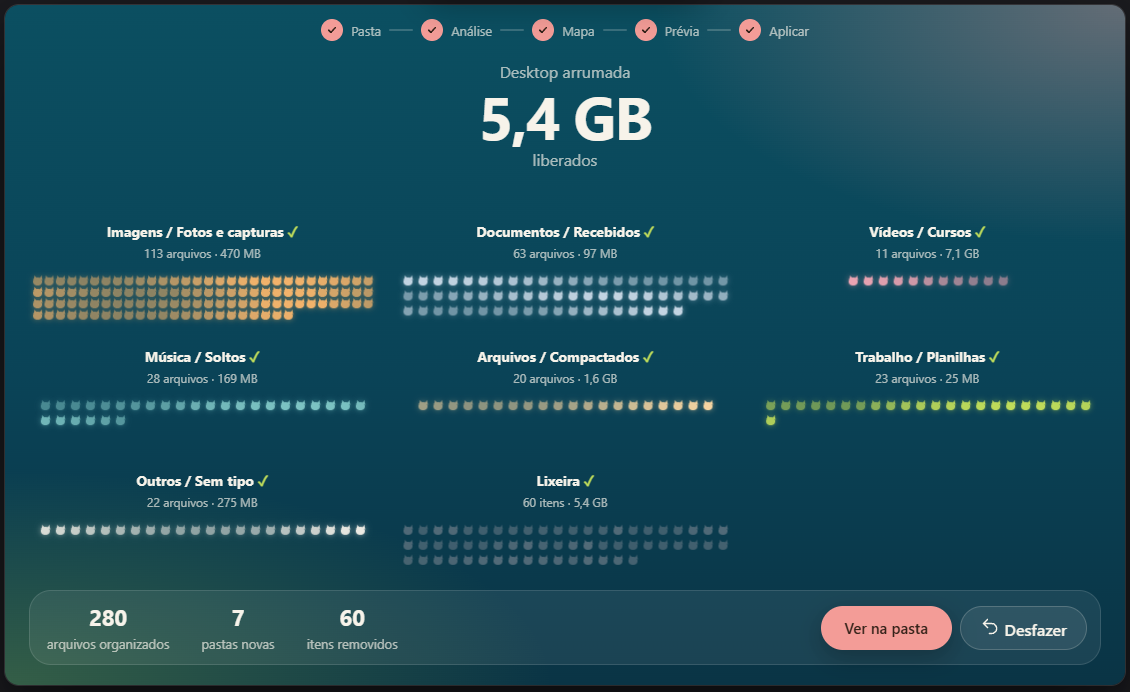 Pasta
Análise
Mapa
Prévia
Aplicar
Desktop arrumada
5,4 GB
liberados
Imagens / Fotos e capturas ✓
113 arquivos · 470 MB
Documentos / Recebidos ✓
63 arquivos · 97 MB
Vídeos / Cursos ✓
11 arquivos · 7,1 GB
Música / Soltos ✓
28 arquivos · 169 MB
Arquivos / Compactados ✓
20 arquivos · 1,6 GB
Trabalho / Planilhas ✓
23 arquivos · 25 MB
Outros / Sem tipo ✓
22 arquivos · 275 MB
Lixeira ✓
60 itens · 5,4 GB
280
arquivos organizados
7
pastas novas
60
itens removidos
Ver na pasta
Desfazer